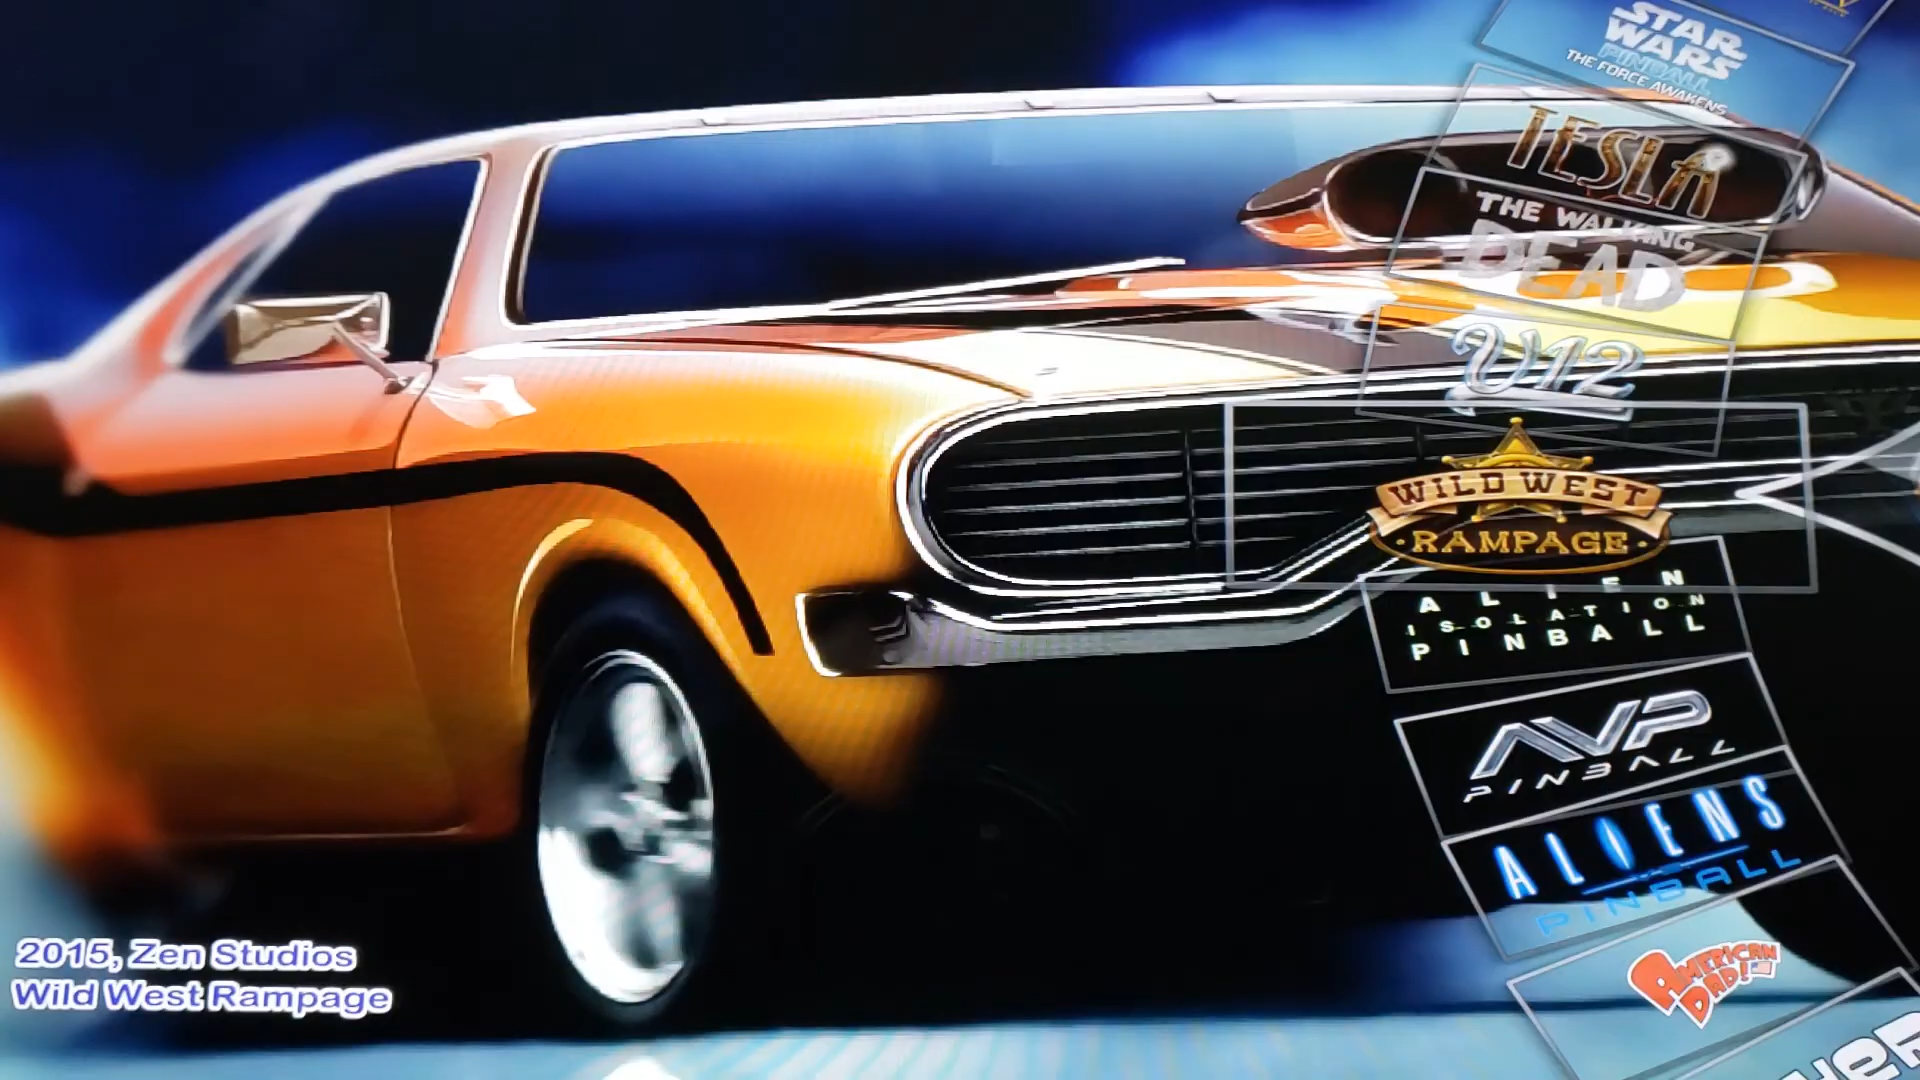 STAR
WARS
PINBALL
THE FORCE AWAKENS
TESLA
THE WALKING
DEAD
V12
WILD WEST
RAMPAGE
ALIEN
ISOLATION
PINBALL
AVP
PINBALL
ALIENS
PINBALL
AMERICAN
DAD!
2015, Zen Studios
Wild West Rampage